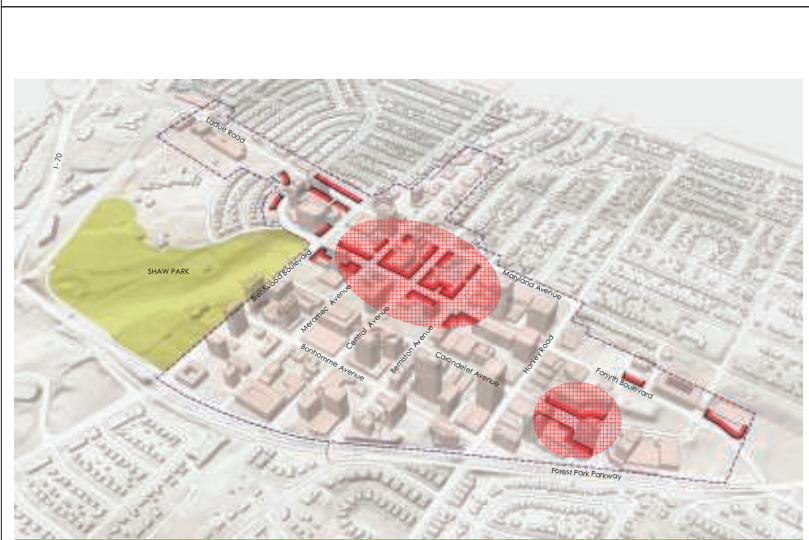 Ladue Road
I - 70
SHAW PARK
Brentwood Boulevard
Maryland Avenue
Meramec Avenue
Central Avenue
Bemiston Avenue
Bonhomme Avenue
Carondelet Avenue
Hanley Road
Forsyth Boulevard
Forest Park Parkway